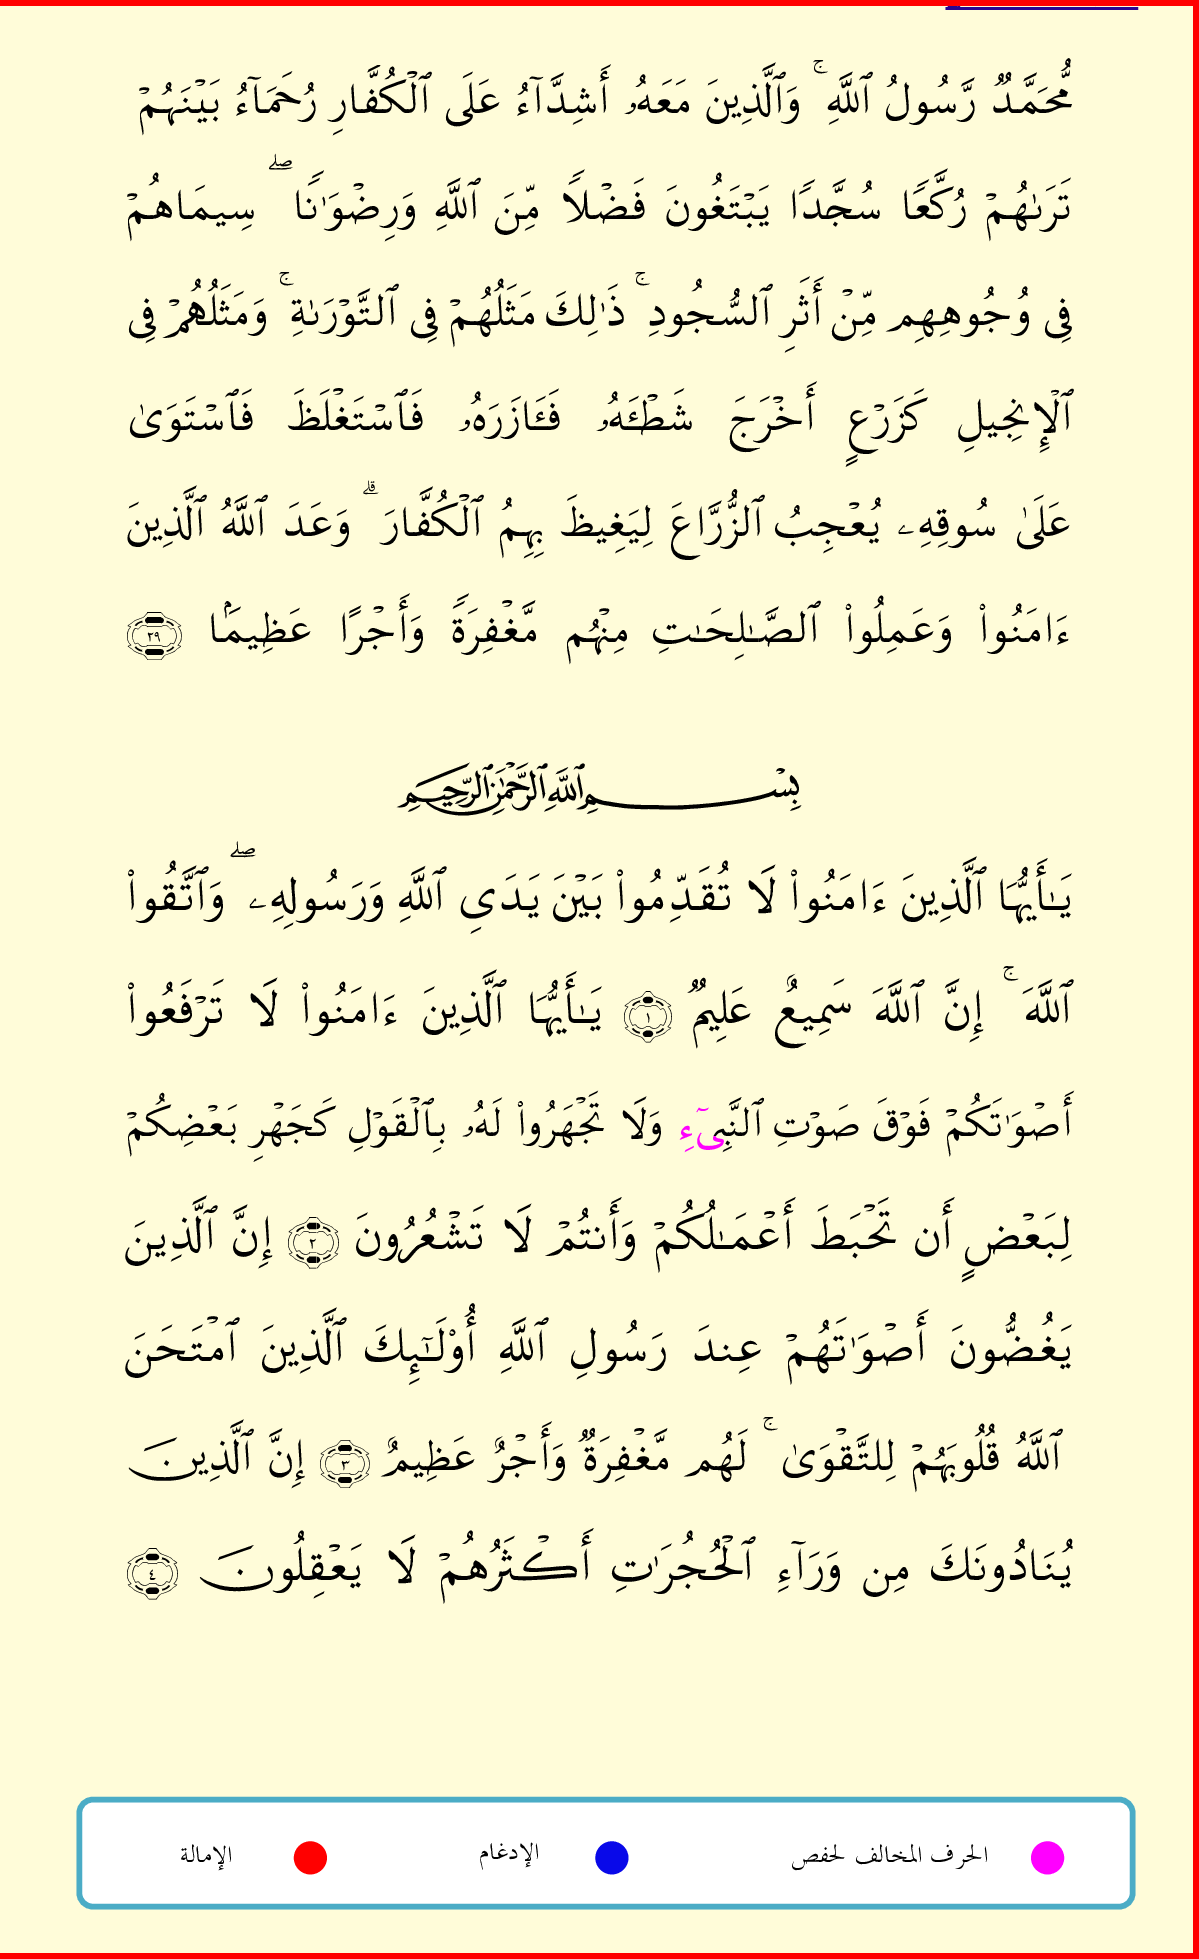 مُّحَمَّدٌ رَّسُولُ ٱللَّهِ ۚ وَٱلَّذِينَ مَعَهُۥ أَشِدَّآءُ عَلَى ٱلْكُفَّارِ رُحَمَآءُ بَيْنَهُمْ
تَرَىٰهُمْ رُكَّعًا سُجَّدًا يَبْتَغُونَ فَضْلًا مِّنَ ٱللَّهِ وَرِضْوَٰنًا ۖ سِيمَاهُمْ
فِى وُجُوهِهِم مِّنْ أَثَرِ ٱلسُّجُودِ ۚ ذَٰلِكَ مَثَلُهُمْ فِى ٱلتَّوْرَىٰةِ ۚ وَمَثَلُهُمْ فِى
ٱلْإِنجِيلِ كَزَرْعٍ أَخْرَجَ شَطْـَٔهُۥ فَـَٔازَرَهُۥ فَٱسْتَغْلَظَ فَٱسْتَوَىٰ
عَلَىٰ سُوقِهِۦ يُعْجِبُ ٱلزُّرَّاعَ لِيَغِيظَ بِهِمُ ٱلْكُفَّارَ ۗ وَعَدَ ٱللَّهُ ٱلَّذِينَ
ءَامَنُوا۟ وَعَمِلُوا۟ ٱلصَّـٰلِحَـٰتِ مِنْهُم مَّغْفِرَةً وَأَجْرًا عَظِيمًۢا ٢٩
بِسْمِ ٱللَّهِ ٱلرَّحْمَٰنِ ٱلرَّحِيمِ
يَـٰٓأَيُّهَا ٱلَّذِينَ ءَامَنُوا۟ لَا تُقَدِّمُوا۟ بَيْنَ يَدَىِ ٱللَّهِ وَرَسُولِهِۦ ۖ وَٱتَّقُوا۟
ٱللَّهَ ۚ إِنَّ ٱللَّهَ سَمِيعٌ عَلِيمٌ ١ يَـٰٓأَيُّهَا ٱلَّذِينَ ءَامَنُوا۟ لَا تَرْفَعُوا۟
أَصْوَٰتَكُمْ فَوْقَ صَوْتِ ٱلنَّبِىٓءِ وَلَا تَجْهَرُوا۟ لَهُۥ بِٱلْقَوْلِ كَجَهْرِ بَعْضِكُمْ
لِبَعْضٍ أَن تَحْبَطَ أَعْمَـٰلُكُمْ وَأَنتُمْ لَا تَشْعُرُونَ ٢ إِنَّ ٱلَّذِينَ
يَغُضُّونَ أَصْوَٰتَهُمْ عِندَ رَسُولِ ٱللَّهِ أُو۟لَـٰٓئِكَ ٱلَّذِينَ ٱمْتَحَنَ
ٱللَّهُ قُلُوبَهُمْ لِلتَّقْوَىٰ ۚ لَهُم مَّغْفِرَةٌ وَأَجْرٌ عَظِيمٌ ٣ إِنَّ ٱلَّذِينَ
يُنَادُونَكَ مِن وَرَآءِ ٱلْحُجُرَٰتِ أَكْثَرُهُمْ لَا يَعْقِلُونَ ٤
الحرف المخالف لحفص الإدغام الإمالة